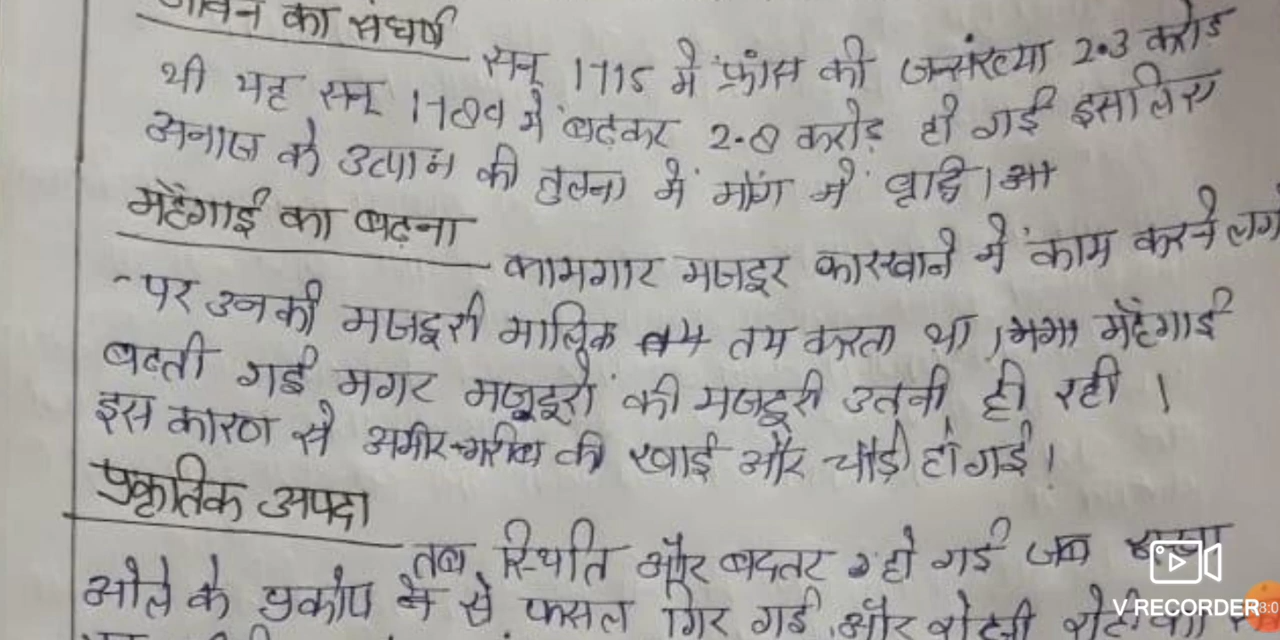 जीवन का संघर्ष
सन् 1715 में फ्रांस की जनसंख्या 2.3 करोड़
थी यह सन् 1789 में बढ़कर 2.8 करोड़ हो गई इसलिए
अनाज के उत्पाद की तुलना में मांग में वृद्धि
महँगाई का बढ़ना
कामगार मजदूर कारखाने में काम करने लगे
पर उनकी मजदूरी मालिक तय करता था। महँगाई
बढती गई मगर मजदूरों की मजदूरी उतनी ही रही ।
इस कारण से अमीर-गरीब की खाई और चौड़ी हो गई।
प्रकृतिक अपदा
तब स्थिति और बदतर हो गई जब
ओले के प्रकोप से फसल गिर गई और
V RECORDER